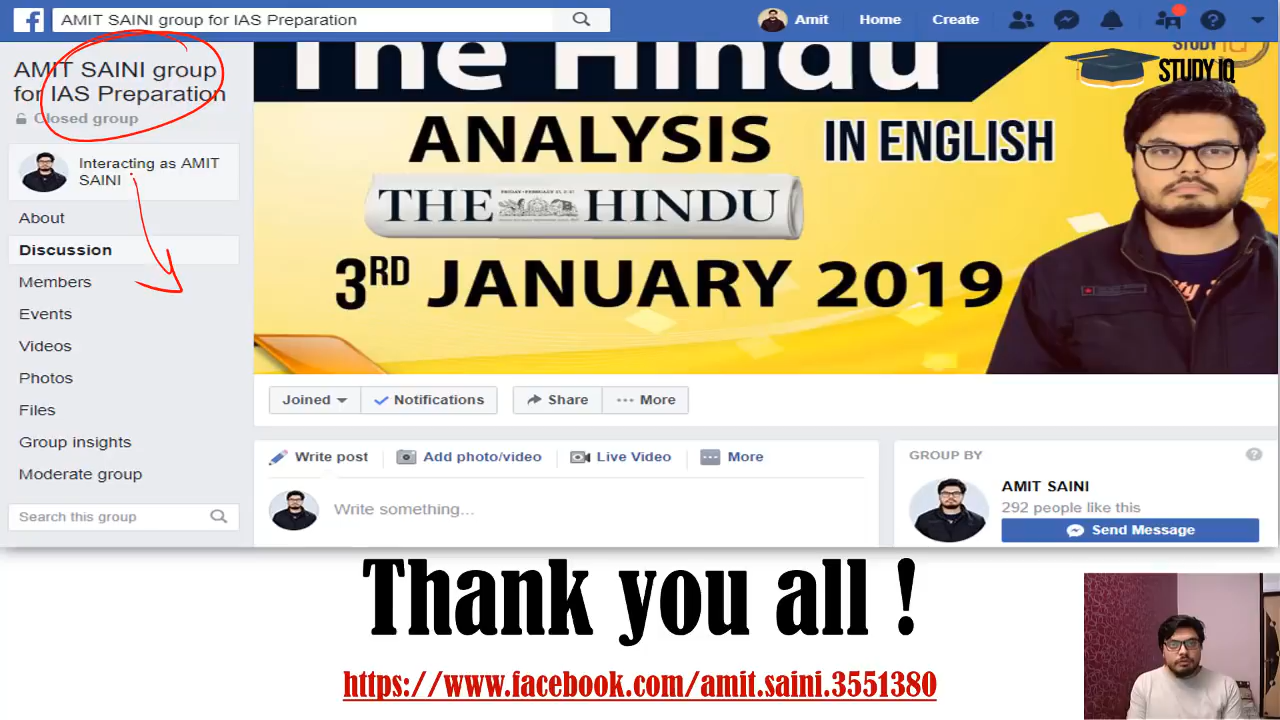 AMIT SAINI group for IAS Preparation
Amit
Home
Create
AMIT SAINI group
for IAS Preparation
Closed group
Interacting as AMIT
SAINI
About
Discussion
Members
Events
Videos
Photos
Files
Group insights
Moderate group
Search this group
The Hindu
STUDY IQ
STUDY IQ
ANALYSIS
IN ENGLISH
THE HINDU
3RD JANUARY 2019
Joined
Notifications
Share
More
Write post
Add photo/video
Live Video
More
Write something...
GROUP BY
AMIT SAINI
292 people like this
Send Message
Thank you all !
https://www.facebook.com/amit.saini.3551380